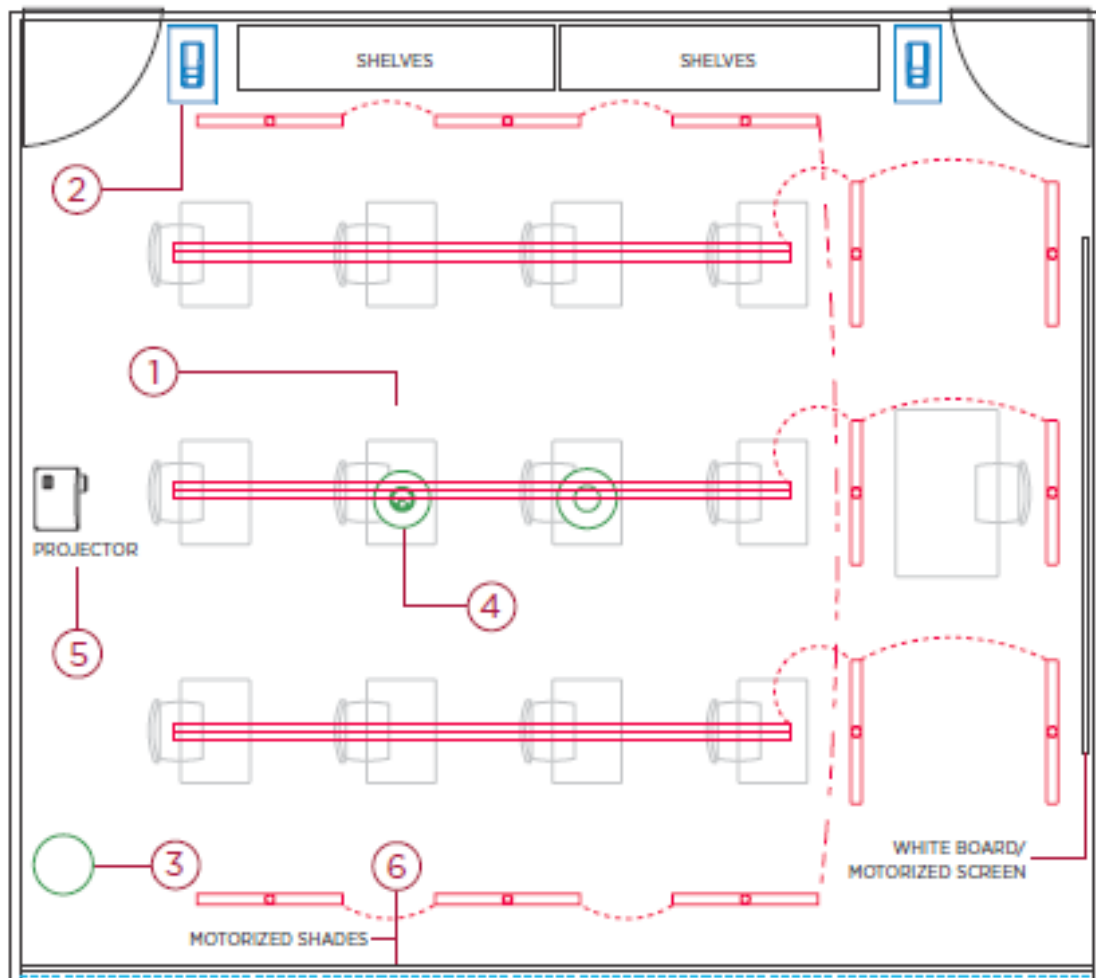 SHELVES
SHELVES
2
1
PROJECTOR
4
5
3
6
WHITE BOARD/
MOTORIZED SCREEN
MOTORIZED SHADES